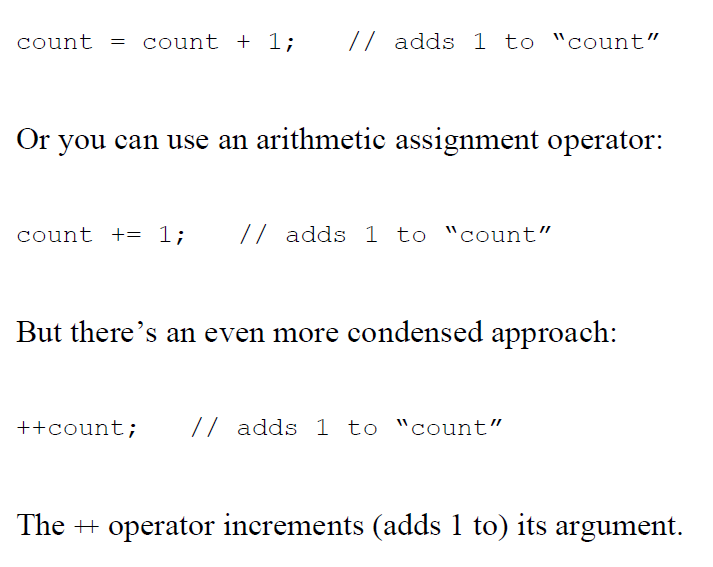 count = count + 1;   // adds 1 to “count”
Or you can use an arithmetic assignment operator:
count += 1;   // adds 1 to “count”
But there’s an even more condensed approach:
++count;   // adds 1 to “count”
The ++ operator increments (adds 1 to) its argument.